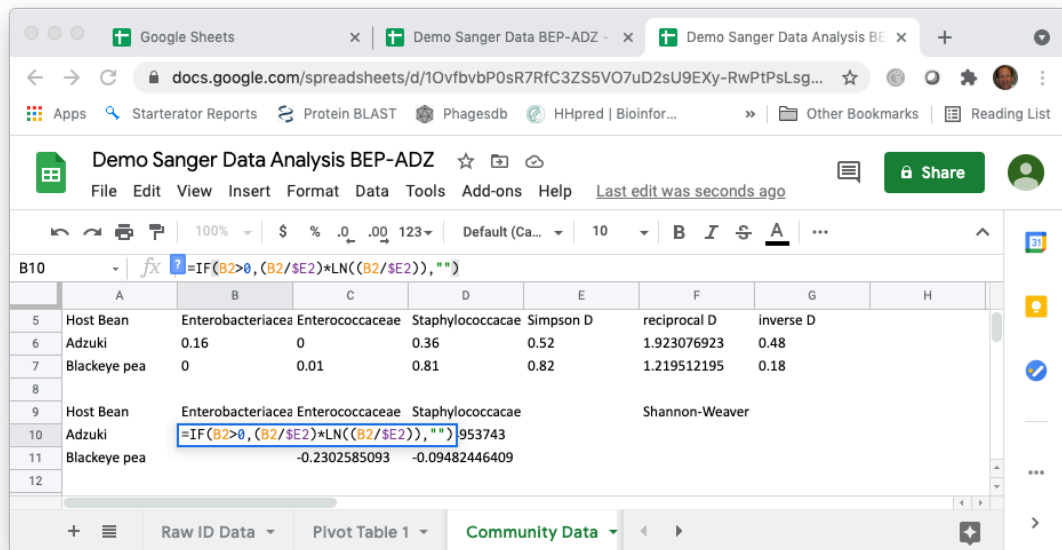 Google Sheets × Demo Sanger Data BEP-ADZ - × Demo Sanger Data Analysis BE × +
docs.google.com/spreadsheets/d/1OvfbvbP0sR7RfC3ZS5VO7uD2sU9EXy-RwPtPsLsg...
Apps Starterator Reports Protein BLAST Phagesdb HHpred | Bioinfor... » Other Bookmarks Reading List
Demo Sanger Data Analysis BEP-ADZ
Share
File Edit View Insert Format Data Tools Add-ons Help Last edit was seconds ago
100% $ % .0 .00 123 Default (Ca... 10 B I S A ...
31
B10 fx ? =IF(B2>0,(B2/$E2)*LN((B2/$E2)),"")
A B C D E F G H
5 Host Bean Enterobacteriacea Enterococcaceae Staphylococcacae Simpson D reciprocal D inverse D
6 Adzuki 0.16 0 0.36 0.52 1.923076923 0.48
7 Blackeye pea 0 0.01 0.81 0.82 1.219512195 0.18
8
9 Host Bean Enterobacteriacea Enterococcaceae Staphylococcacae Shannon-Weaver
10 Adzuki =IF(B2>0,(B2/$E2)*LN((B2/$E2)),"") 953743
11 Blackeye pea -0.2302585093 -0.09482446409
12
+ Raw ID Data Pivot Table 1 Community Data